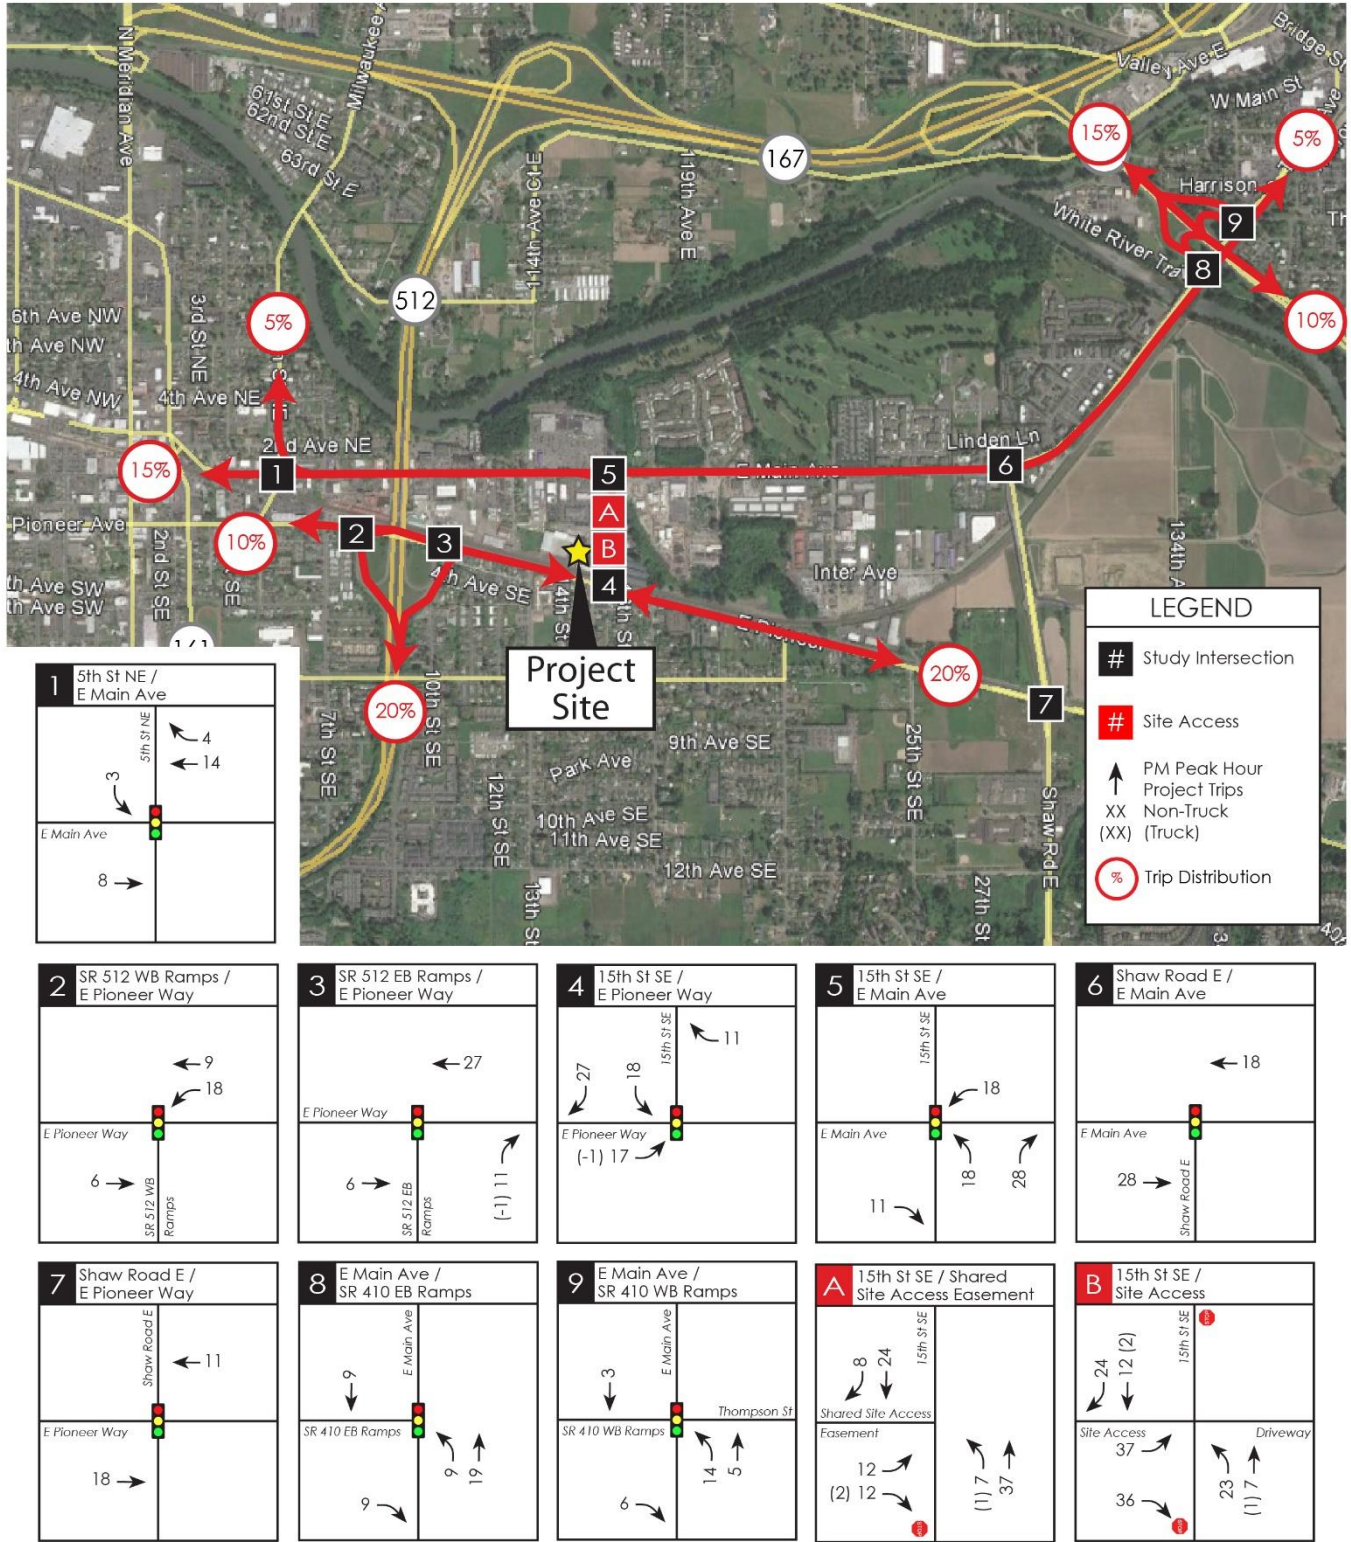 N Meridian Ave
Milwaukee A
61st St E
62nd St E
63rd St E
114th Ave Ct E
119th Ave E
167
512
Valley Ave E
Bridge St
W Main St
15%
5%
Harrison
9
Th
White River Tra
8
10%
6th Ave NW
th Ave NW
4th Ave NW
3rd St NE
4th Ave NE
5%
2nd Ave NE
15%
1
5
E Main Ave
Linden Ln
6
A
B
4
Pioneer Ave
10%
2
3
4th Ave SE
2nd St SE
SE
th Ave SW
th Ave SW
Inter Ave
134th A
E Pioneer
20%
7
20%
7th St SE
10th St SE
12th St SE
13th St
Park Ave
9th Ave SE
10th Ave SE
11th Ave SE
12th Ave SE
25th St SE
27th St
Shaw Rd E
Project
Site
LEGEND
# Study Intersection
# Site Access
PM Peak Hour
Project Trips
XX Non-Truck
(XX) (Truck)
% Trip Distribution
1 5th St NE /
E Main Ave
5th St NE
4
14
3
E Main Ave
8
2 SR 512 WB Ramps /
E Pioneer Way
9
18
E Pioneer Way
6
SR 512 WB
Ramps
3 SR 512 EB Ramps /
E Pioneer Way
27
E Pioneer Way
6
SR 512 EB
Ramps
(-1) 11
4 15th St SE /
E Pioneer Way
15th St SE
11
27
18
E Pioneer Way
(-1) 17
5 15th St SE /
E Main Ave
15th St SE
18
E Main Ave
18
28
11
6 Shaw Road E /
E Main Ave
18
E Main Ave
28
Shaw Road E
7 Shaw Road E /
E Pioneer Way
Shaw Road E
11
E Pioneer Way
18
8 E Main Ave /
SR 410 EB Ramps
E Main Ave
9
SR 410 EB Ramps
9
19
9
9 E Main Ave /
SR 410 WB Ramps
E Main Ave
3
Thompson St
SR 410 WB Ramps
14
5
6
A 15th St SE / Shared
Site Access Easement
15th St SE
8
24
Shared Site Access
Easement
12
(2) 12
(1) 7
37
STOP
B 15th St SE /
Site Access
STOP
15th St SE
24
12 (2)
Site Access
Driveway
37
36
23
(1) 7
STOP